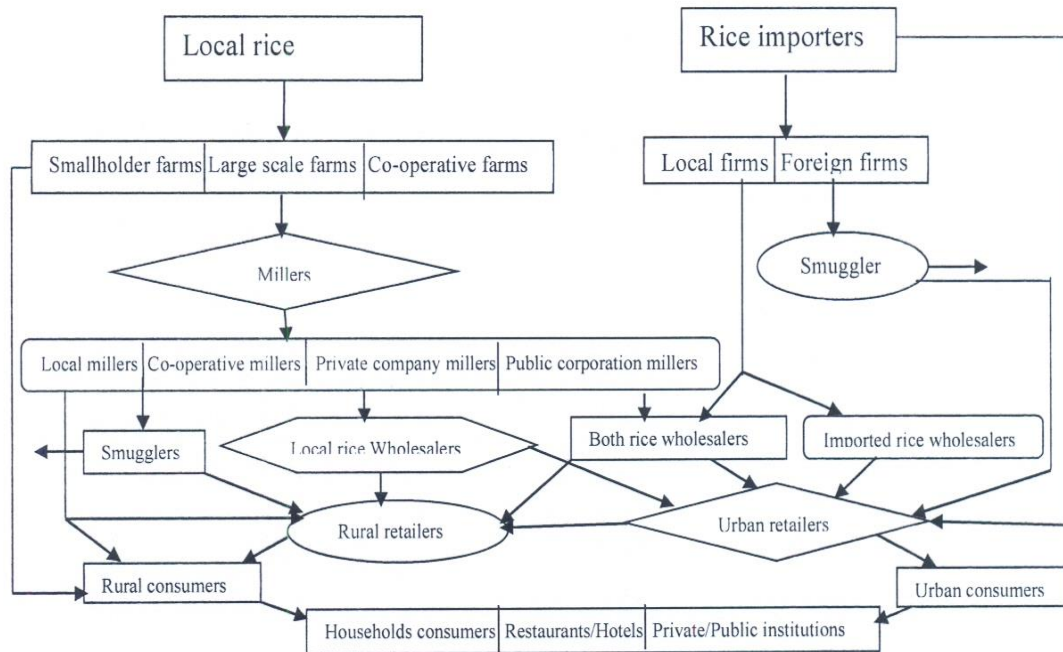 Local rice
Rice importers
Smallholder farms Large scale farms Co-operative farms
Local firms Foreign firms
Millers
Smuggler
Local millers Co-operative millers Private company millers Public corporation millers
Smugglers
Local rice Wholesalers
Both rice wholesalers
Imported rice wholesalers
Rural retailers
Urban retailers
Rural consumers
Urban consumers
Households consumers Restaurants/Hotels Private/Public institutions